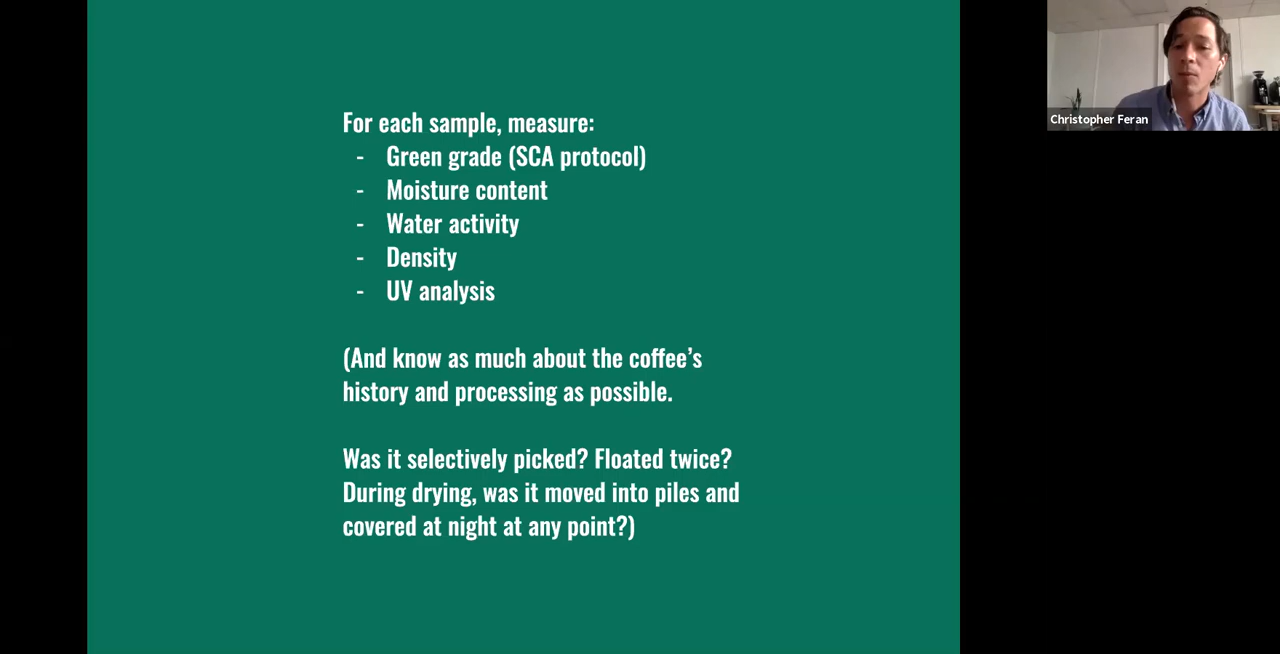 For each sample, measure:
- Green grade (SCA protocol)
- Moisture content
- Water activity
- Density
- UV analysis
(And know as much about the coffee’s
history and processing as possible.
Was it selectively picked? Floated twice?
During drying, was it moved into piles and
covered at night at any point?)
Christopher Feran